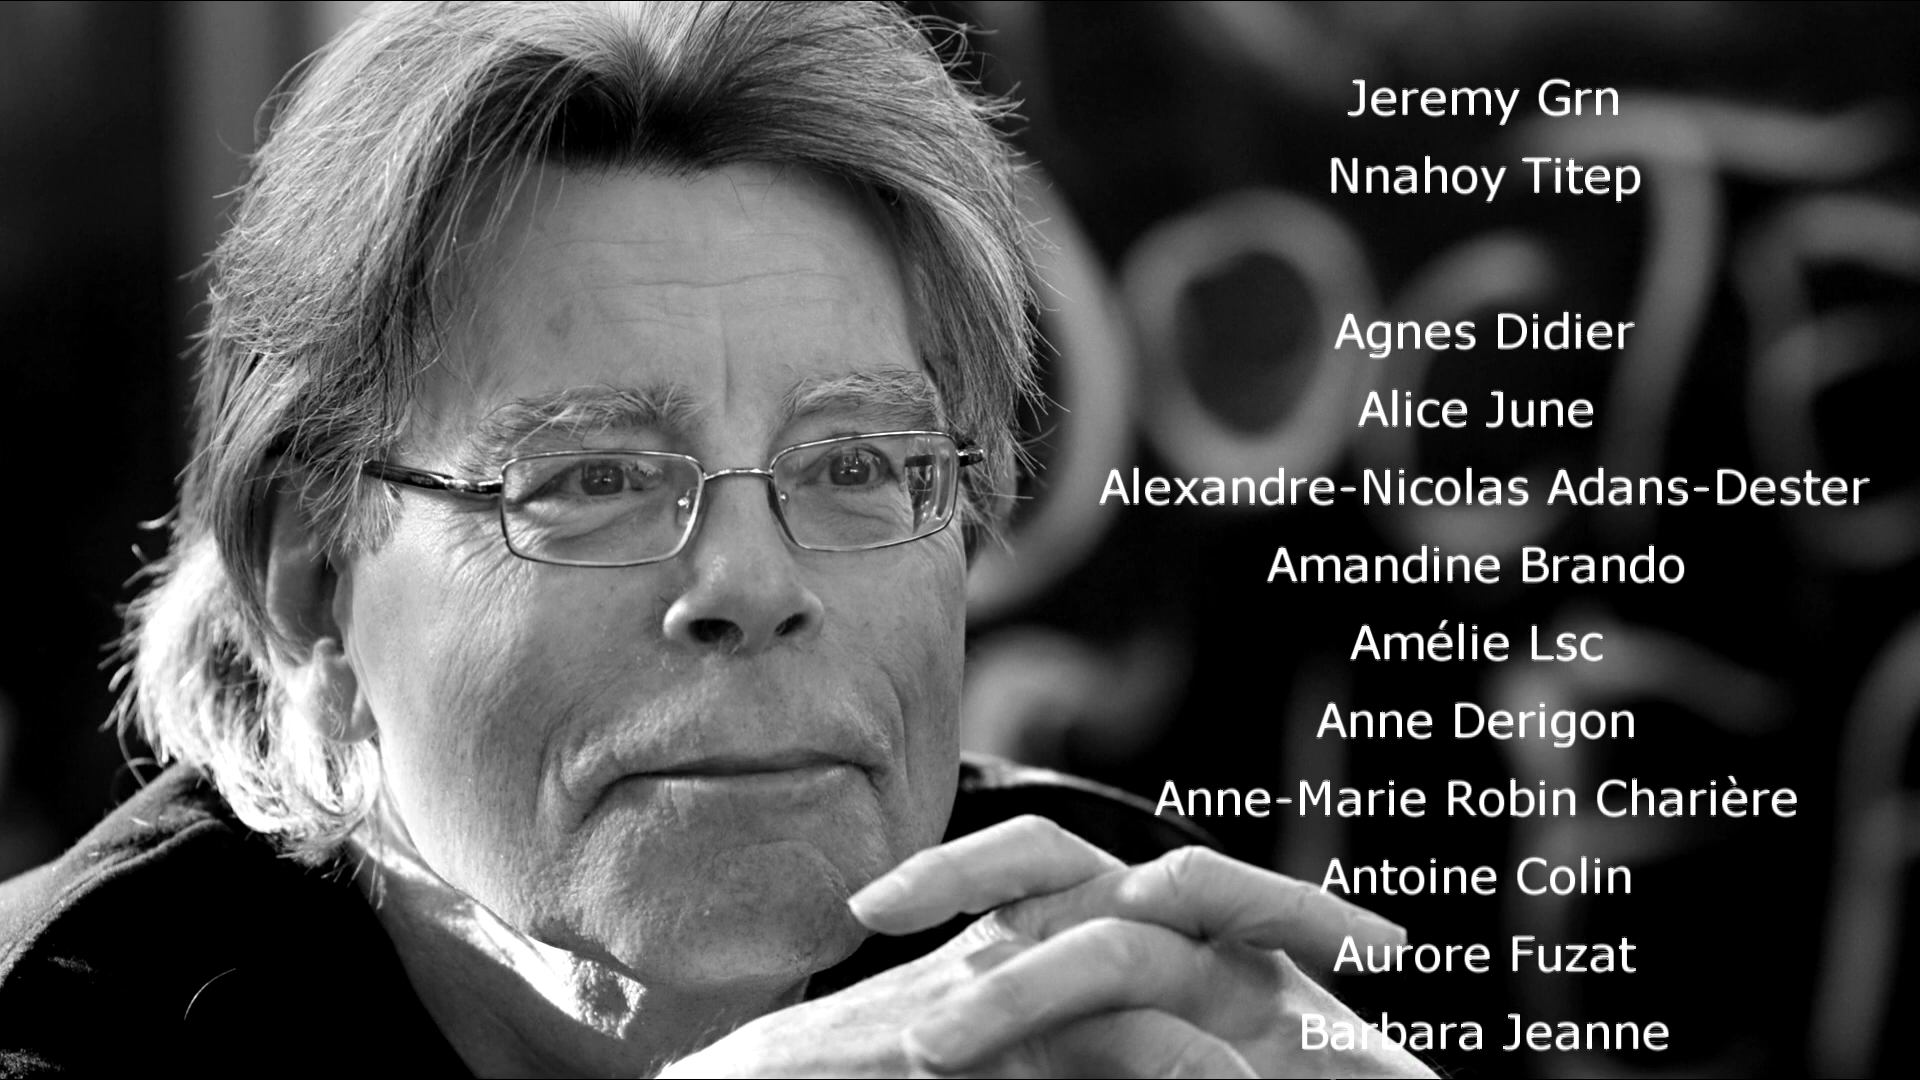 Jeremy Grn
Nnahoy Titep
Agnes Didier
Alice June
Alexandre-Nicolas Adans-Dester
Amandine Brando
Amélie Lsc
Anne Derigon
Anne-Marie Robin Charière
Antoine Colin
Aurore Fuzat
Barbara Jeanne